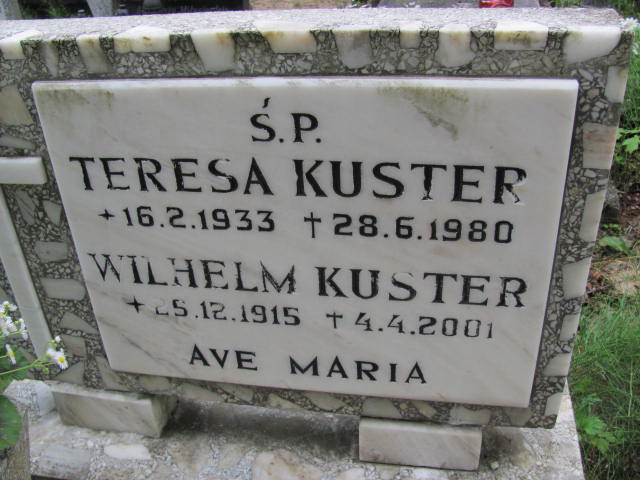 Ś.P.
TERESA KUSTER
+16.2.1933 +28.6.1980
WILHELM KUSTER
+25.12.1915 +4.4.2001
AVE MARIA